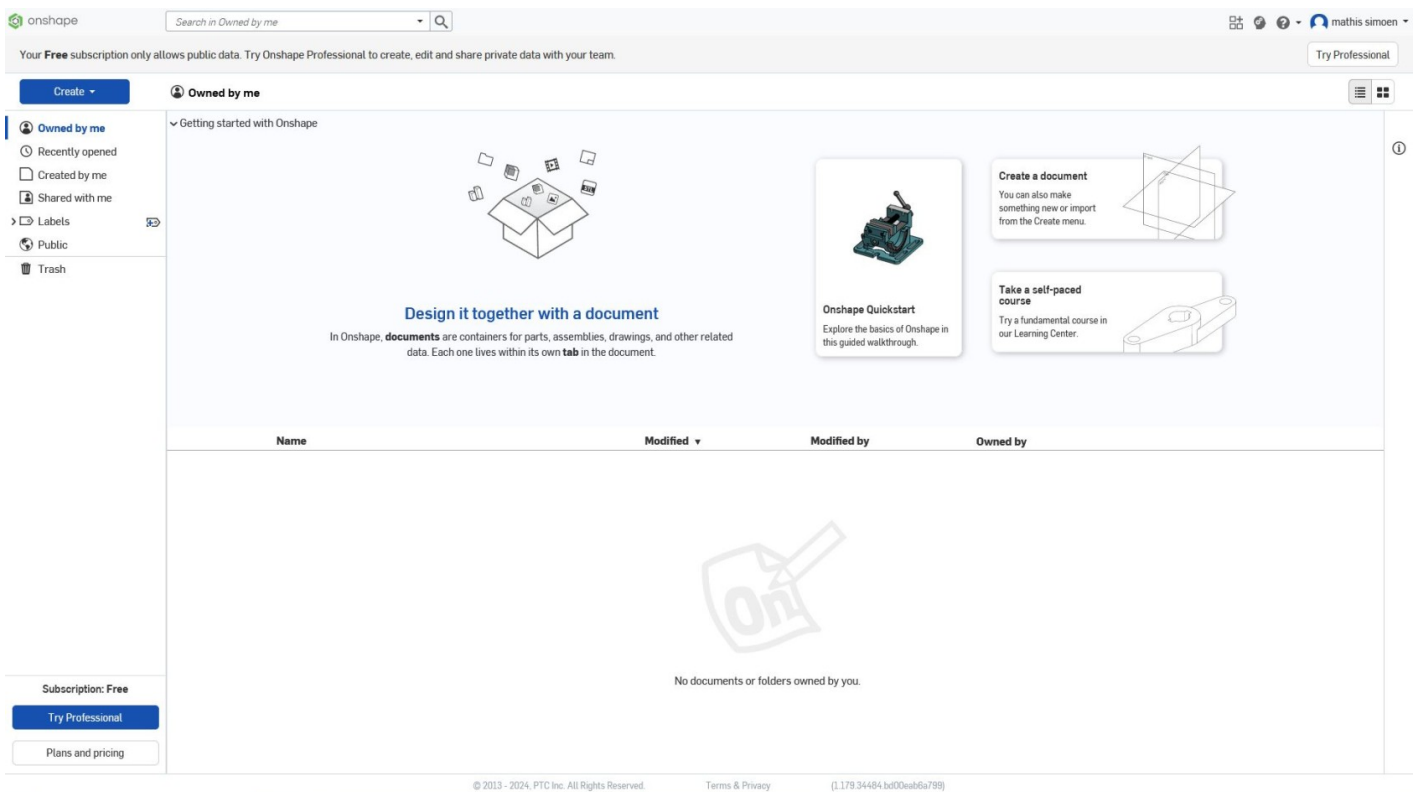 onshape
Search in Owned by me
mathis simoen
Your Free subscription only allows public data. Try Onshape Professional to create, edit and share private data with your team.
Try Professional
Create
Owned by me
Owned by me
Recently opened
Created by me
Shared with me
Labels
Public
Trash
Getting started with Onshape
Design it together with a document
In Onshape, documents are containers for parts, assemblies, drawings, and other related
data. Each one lives within its own tab in the document.
Onshape Quickstart
Explore the basics of Onshape in
this guided walkthrough.
Create a document
You can also make
something new or import
from the Create menu.
Take a self-paced
course
Try a fundamental course in
our Learning Center.
Name
Modified
Modified by
Owned by
On
No documents or folders owned by you.
Subscription: Free
Try Professional
Plans and pricing
© 2013 - 2024, PTC Inc. All Rights Reserved.
Terms & Privacy
(1.179.34484.bd00eab6a799)